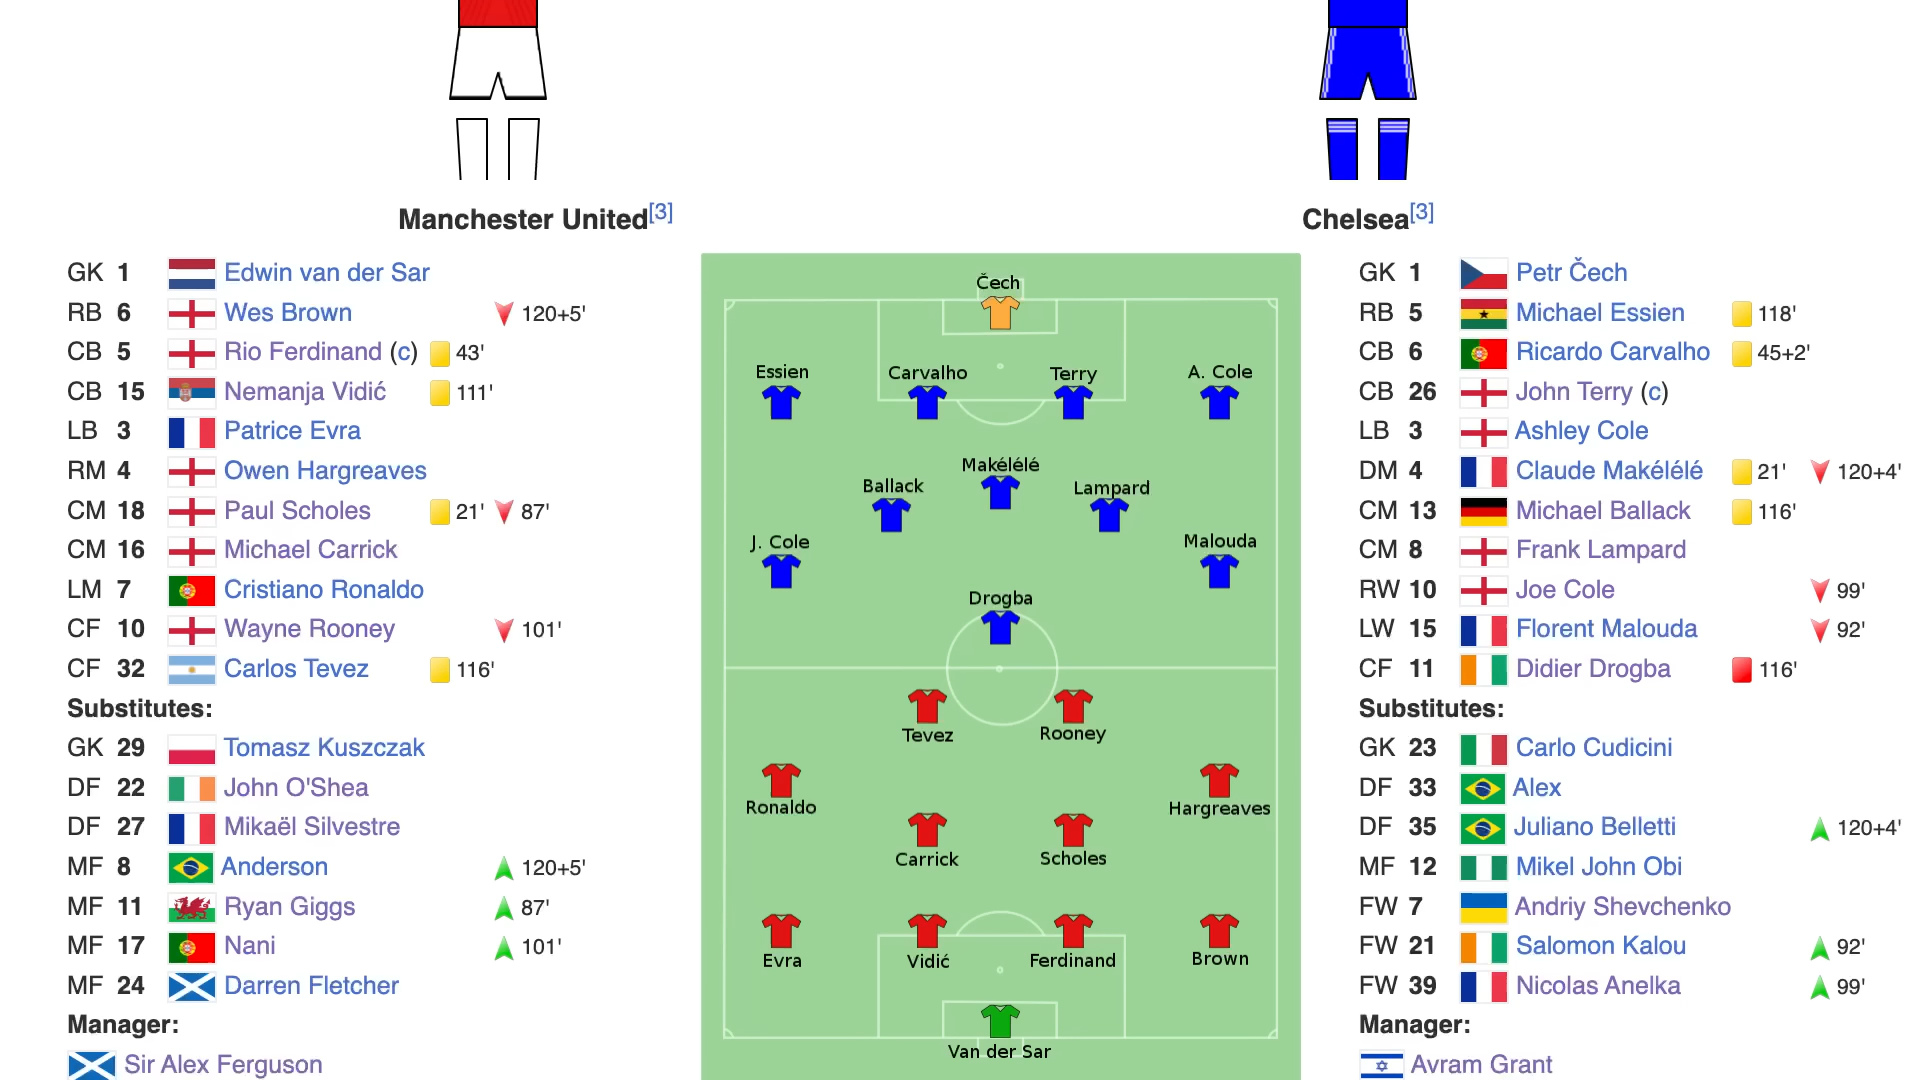 Manchester United[3]
GK 1 Edwin van der Sar
RB 6 Wes Brown 120+5'
CB 5 Rio Ferdinand (c) 43'
CB 15 Nemanja Vidić 111'
LB 3 Patrice Evra
RM 4 Owen Hargreaves
CM 18 Paul Scholes 21' 87'
CM 16 Michael Carrick
LM 7 Cristiano Ronaldo
CF 10 Wayne Rooney 101'
CF 32 Carlos Tevez 116'
Substitutes:
GK 29 Tomasz Kuszczak
DF 22 John O'Shea
DF 27 Mikaël Silvestre
MF 8 Anderson 120+5'
MF 11 Ryan Giggs 87'
MF 17 Nani 101'
MF 24 Darren Fletcher
Manager:
Sir Alex Ferguson
Čech
Essien Carvalho Terry A. Cole
Makélélé
Ballack Lampard
J. Cole Malouda
Drogba
Tevez Rooney
Ronaldo Hargreaves
Carrick Scholes
Evra Vidić Ferdinand Brown
Van der Sar
Chelsea[3]
GK 1 Petr Čech
RB 5 Michael Essien 118'
CB 6 Ricardo Carvalho 45+2'
CB 26 John Terry (c)
LB 3 Ashley Cole
DM 4 Claude Makélélé 21' 120+4'
CM 13 Michael Ballack 116'
CM 8 Frank Lampard
RW 10 Joe Cole 99'
LW 15 Florent Malouda 92'
CF 11 Didier Drogba 116'
Substitutes:
GK 23 Carlo Cudicini
DF 33 Alex
DF 35 Juliano Belletti 120+4'
MF 12 Mikel John Obi
FW 7 Andriy Shevchenko
FW 21 Salomon Kalou 92'
FW 39 Nicolas Anelka 99'
Manager:
Avram Grant